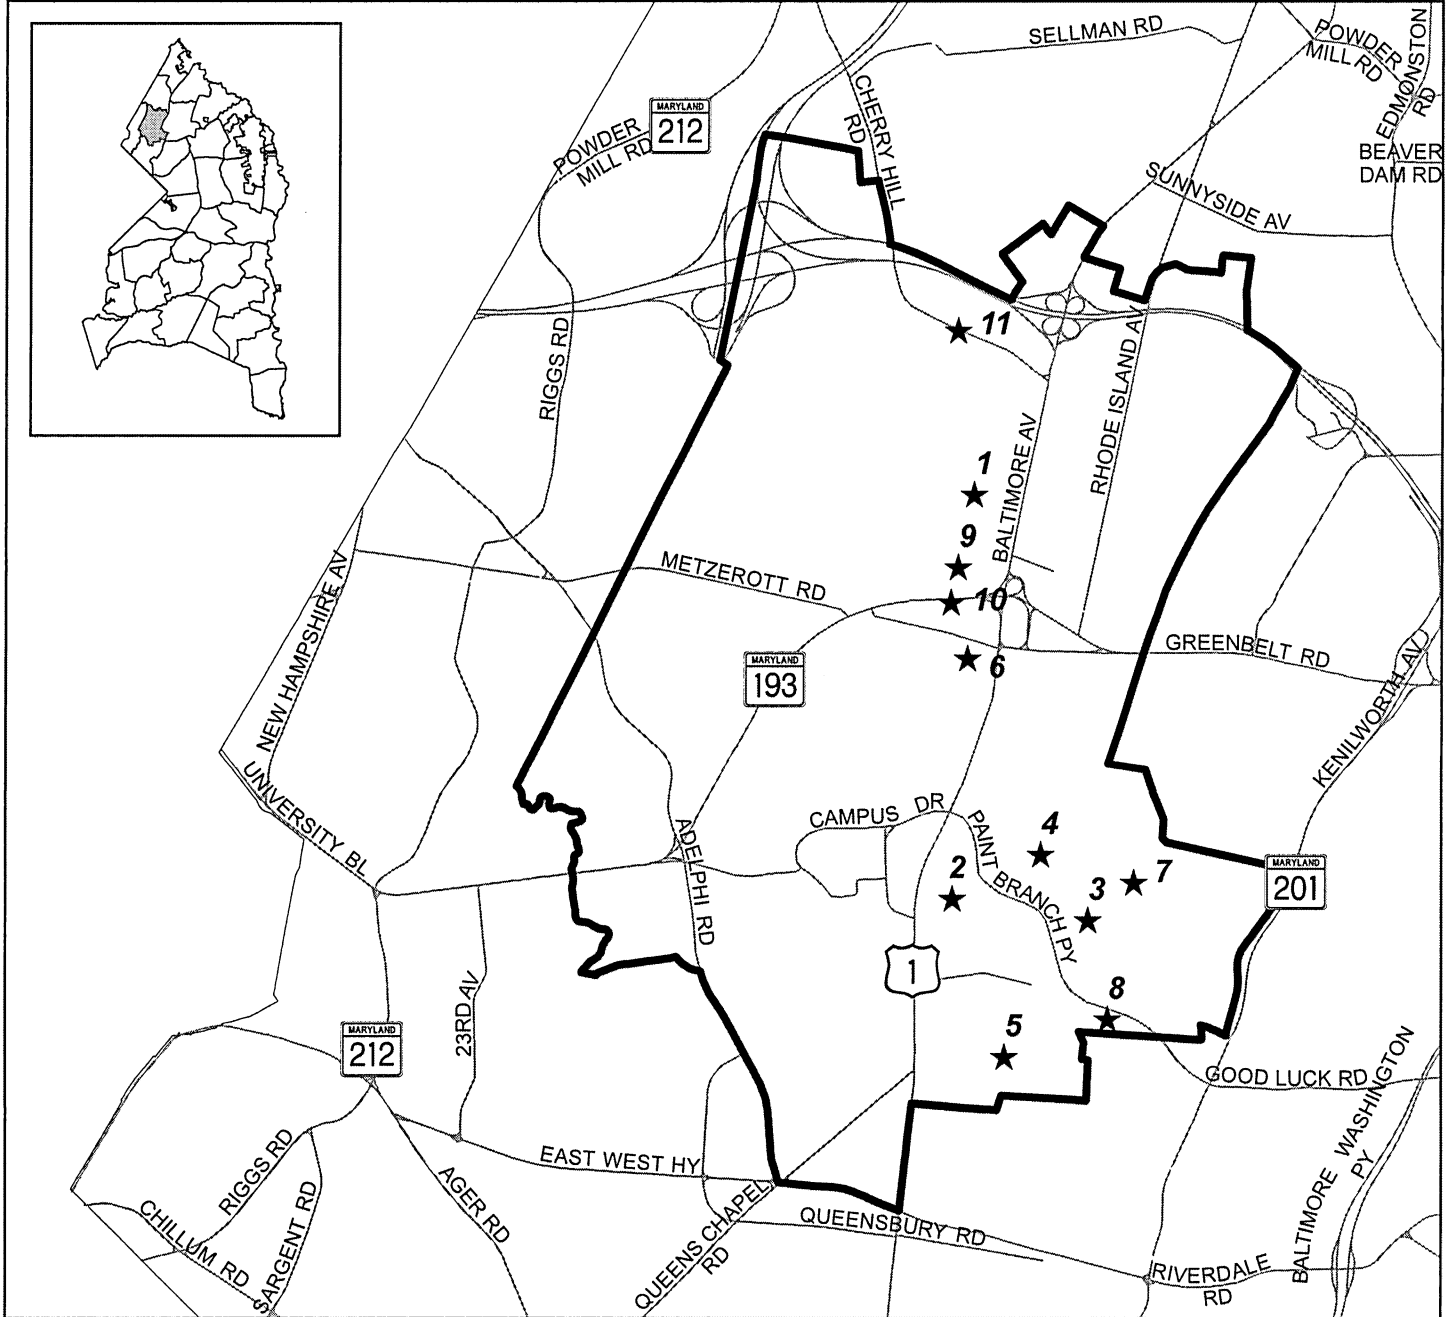 SELLMAN RD
POWDER
MILL RD
EDMONSTON
RD
CHERRY HILL
RD
MARYLAND
212
POWDER
MILL RD
BEAVER
DAM RD
SUNNYSIDE AV
11
RIGGS RD
RHODE ISLAND AV
BALTIMORE AV
1
9
METZEROTT RD
10
NEW HAMPSHIRE AV
GREENBELT RD
6
MARYLAND
193
KENILWORTH AV
UNIVERSITY BL
CAMPUS DR
PAINT BRANCH PY
4
ADELPHI RD
2
3
7
MARYLAND
201
1
8
23RD AV
5
MARYLAND
212
GOOD LUCK RD
BALTIMORE WASHINGTON
PY
EAST WEST HY
RIGGS RD
AGER RD
SARGENT RD
CHILLUM RD
QUEENS CHAPEL
RD
QUEENSBURY RD
RIVERDALE
RD